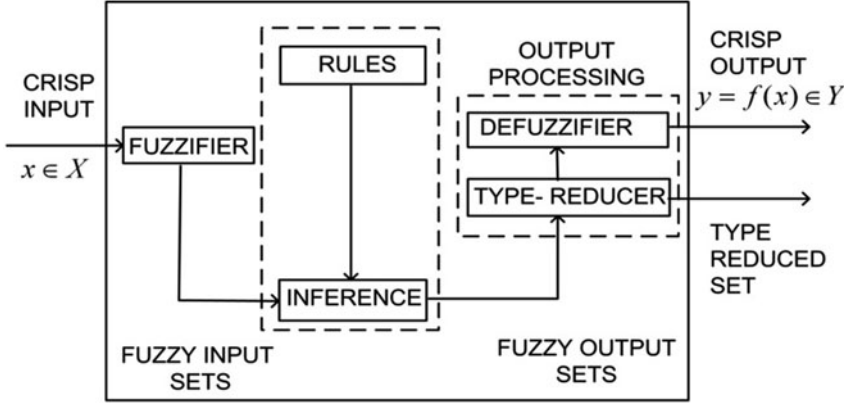 CRISP
INPUT
x ∈ X
FUZZIFIER
RULES
INFERENCE
FUZZY INPUT
SETS
OUTPUT
PROCESSING
DEFUZZIFIER
TYPE- REDUCER
FUZZY OUTPUT
SETS
CRISP
OUTPUT
y = f(x) ∈ Y
TYPE
REDUCED
SET